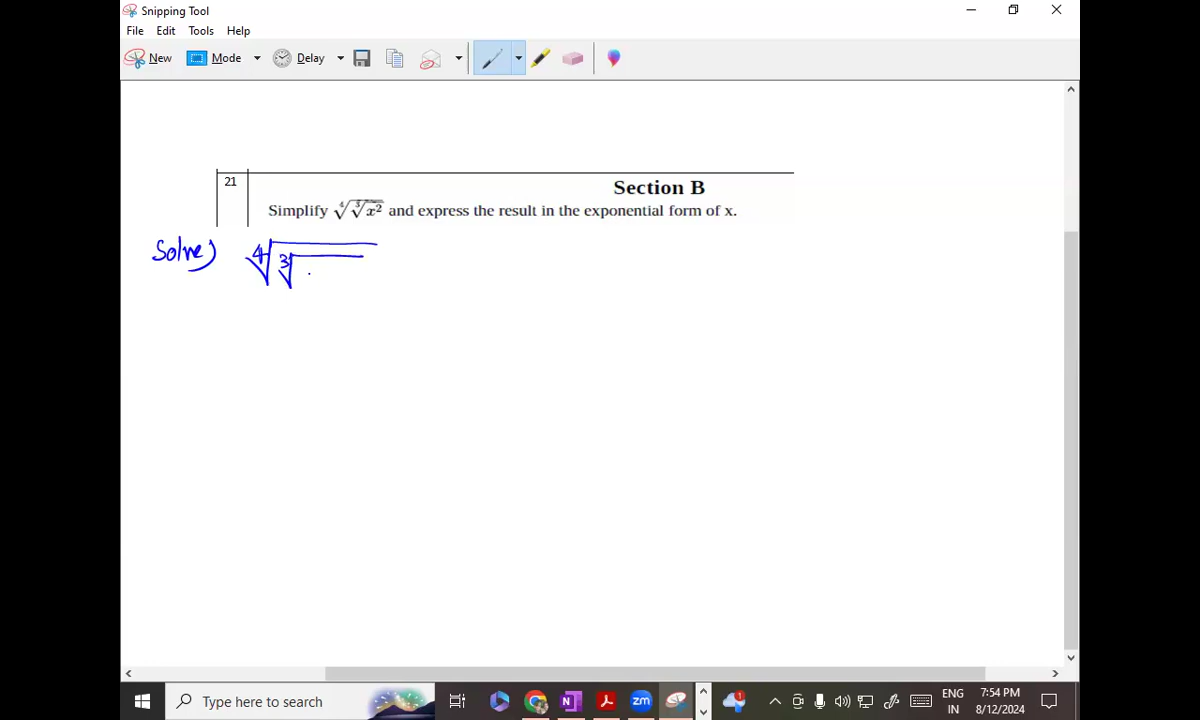 Snipping Tool
File Edit Tools Help
New Mode Delay
21
Section B
Simplify ∜∛x² and express the result in the exponential form of x.
Solve) ∜∛
Type here to search
ENG
IN
7:54 PM
8/12/2024
1